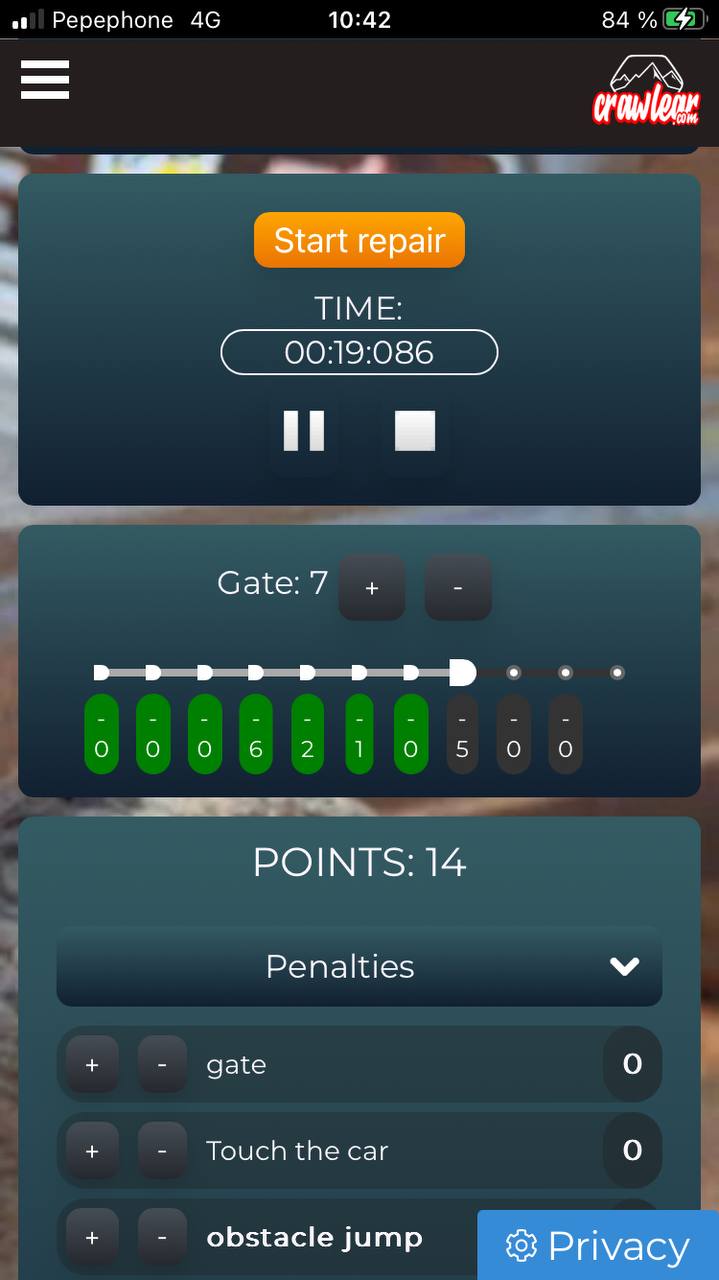 Pepephone 4G 10:42 84 %
crawlear
.com
Start repair
TIME:
00:19:086
Gate: 7 + -
- - - - - - - - - -
0 0 0 6 2 1 0 5 0 0
POINTS: 14
Penalties
+ - gate 0
+ - Touch the car 0
+ - obstacle jump
Privacy